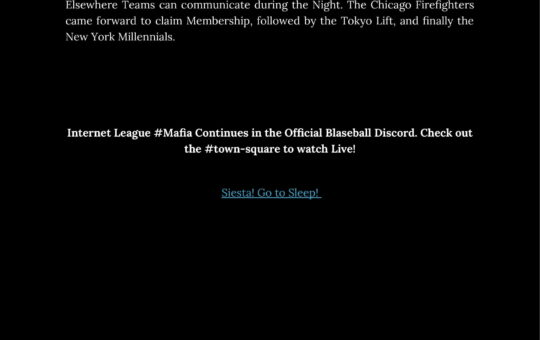 Elsewhere Teams can communicate during the Night. The Chicago Firefighters
came forward to claim Membership, followed by the Tokyo Lift, and finally the
New York Millennials.
Internet League #Mafia Continues in the Official Blaseball Discord. Check out
the #town-square to watch Live!
Siesta! Go to Sleep!